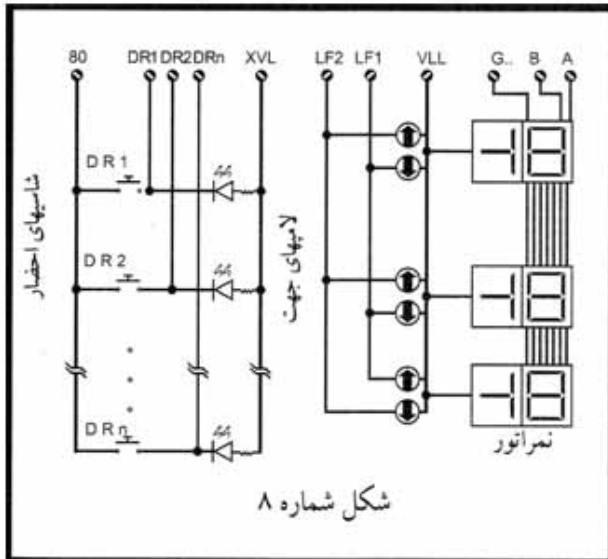 80 DR1 DR2 DRn XVL LF2 LF1 VLL G.. B A
DR1
DR2
DRn
شاسیهای احضار
لامپهای جهت
نمراتور
شکل شماره ۸